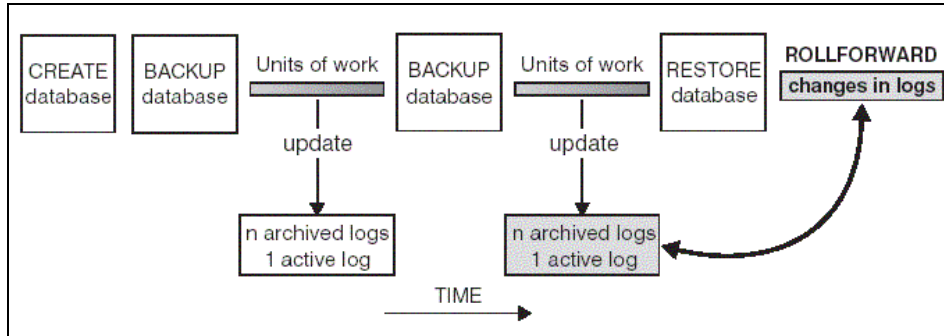 CREATE
database
BACKUP
database
Units of work
update
n archived logs
1 active log
BACKUP
database
Units of work
update
n archived logs
1 active log
RESTORE
database
ROLLFORWARD
changes in logs
TIME